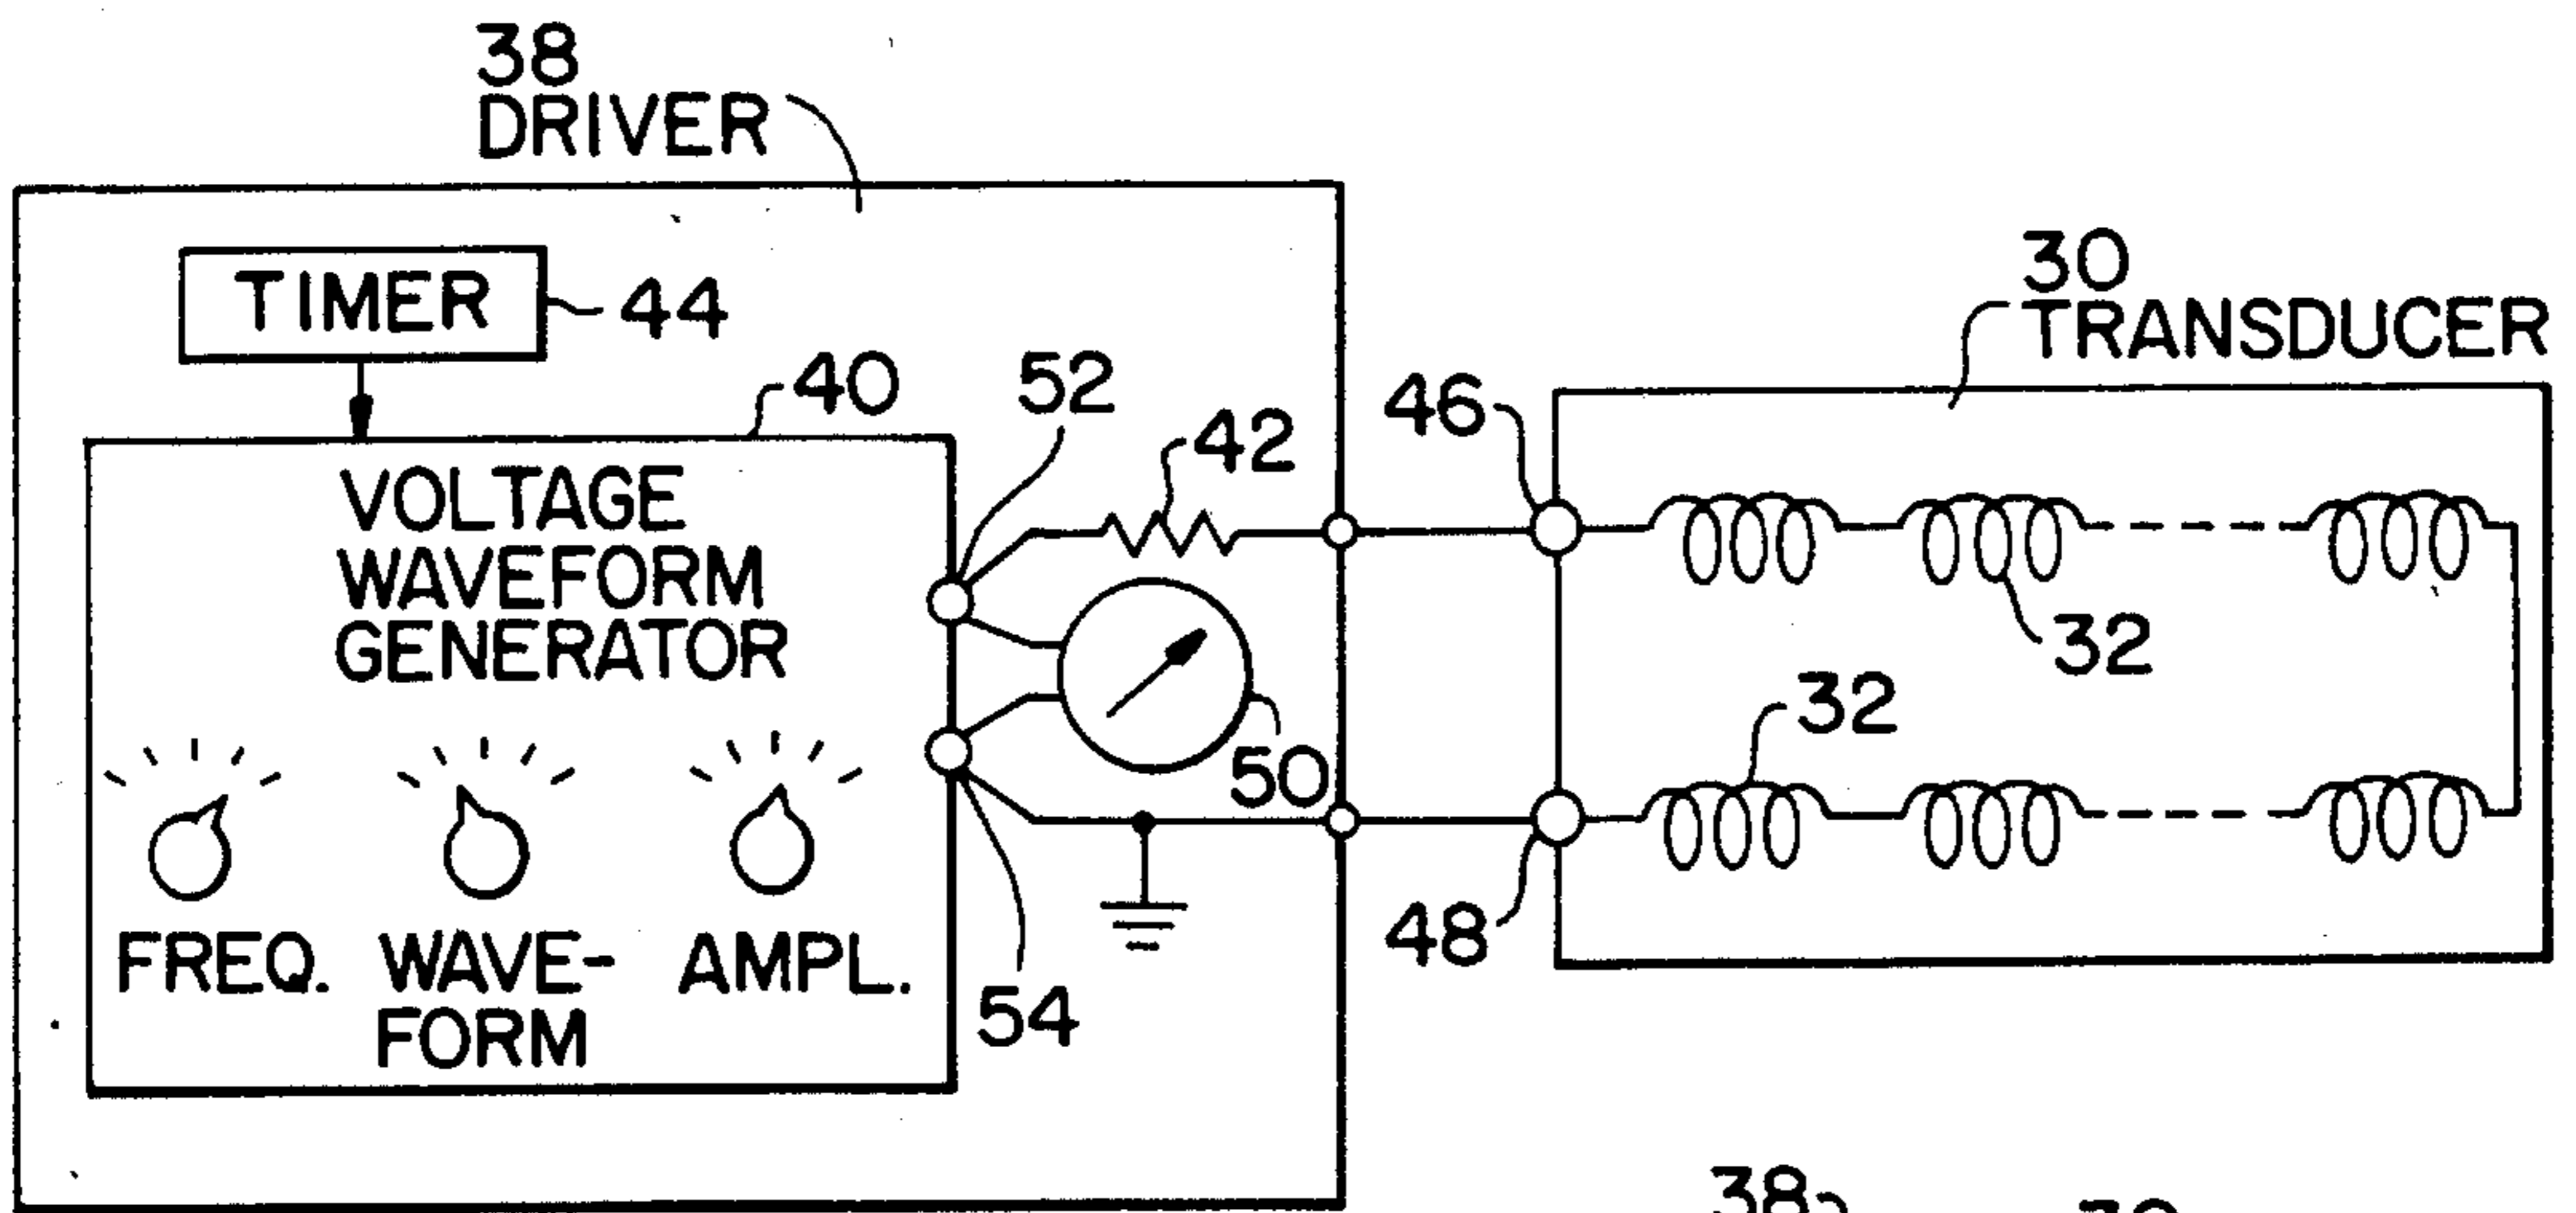 38
DRIVER
TIMER
44
40
52
42
46
30
TRANSDUCER
VOLTAGE
WAVEFORM
GENERATOR
32
32
50
FREQ.
WAVE-
FORM
AMPL.
54
48
38
30